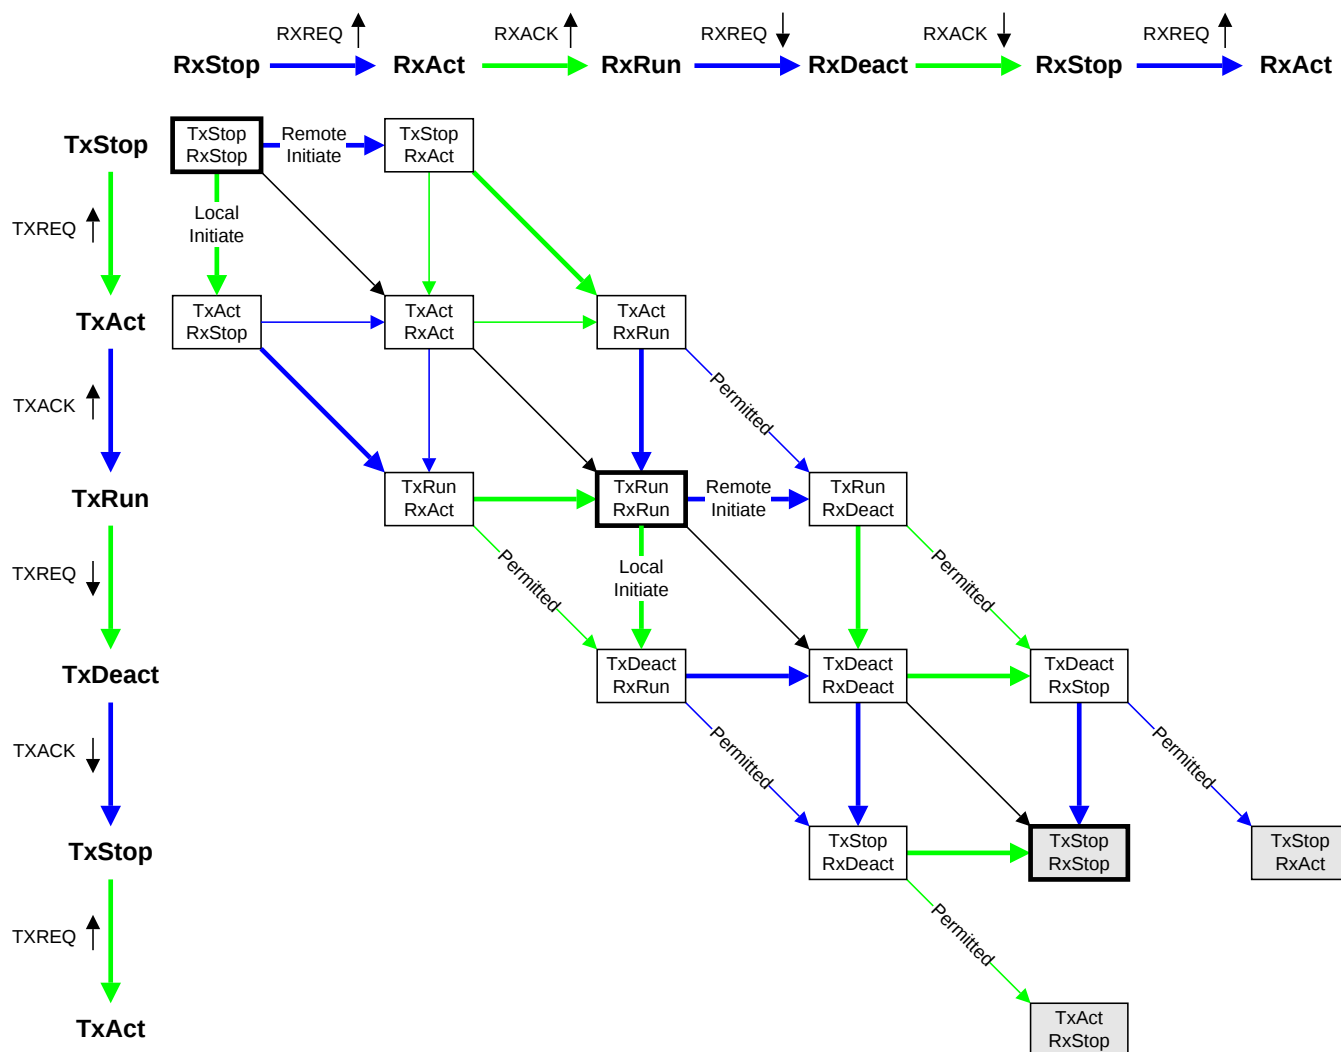 RXREQ
RXACK
RXREQ
RXACK
RXREQ
RxStop
RxAct
RxRun
RxDeact
RxStop
RxAct
TxStop
TxStop
RxStop
Remote
Initiate
TxStop
RxAct
TXREQ
Local
Initiate
TxAct
TxAct
RxStop
TxAct
RxAct
TxAct
RxRun
TXACK
Permitted
TxRun
TxRun
RxAct
TxRun
RxRun
Remote
Initiate
TxRun
RxDeact
TXREQ
Permitted
Local
Initiate
Permitted
TxDeact
TxDeact
RxRun
TxDeact
RxDeact
TxDeact
RxStop
TXACK
Permitted
Permitted
TxStop
TxStop
RxDeact
TxStop
RxStop
TxStop
RxAct
TXREQ
Permitted
TxAct
TxAct
RxStop